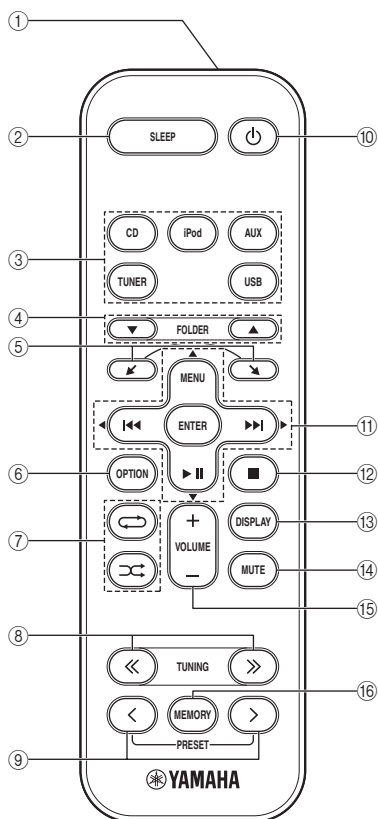 ①
② SLEEP ⑩
CD iPod AUX
③
TUNER USB
④ FOLDER
⑤
MENU
ENTER ⑪
⑥ OPTION ⑫
⑦ + DISPLAY ⑬
VOLUME
– MUTE ⑭
⑮
⑧ TUNING
⑯
MEMORY
⑨ PRESET
YAMAHA